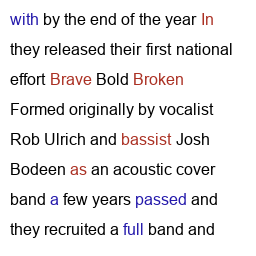 with by the end of the year In
they released their first national
effort Brave Bold Broken
Formed originally by vocalist
Rob Ulrich and bassist Josh
Bodeen as an acoustic cover
band a few years passed and
they recruited a full band and